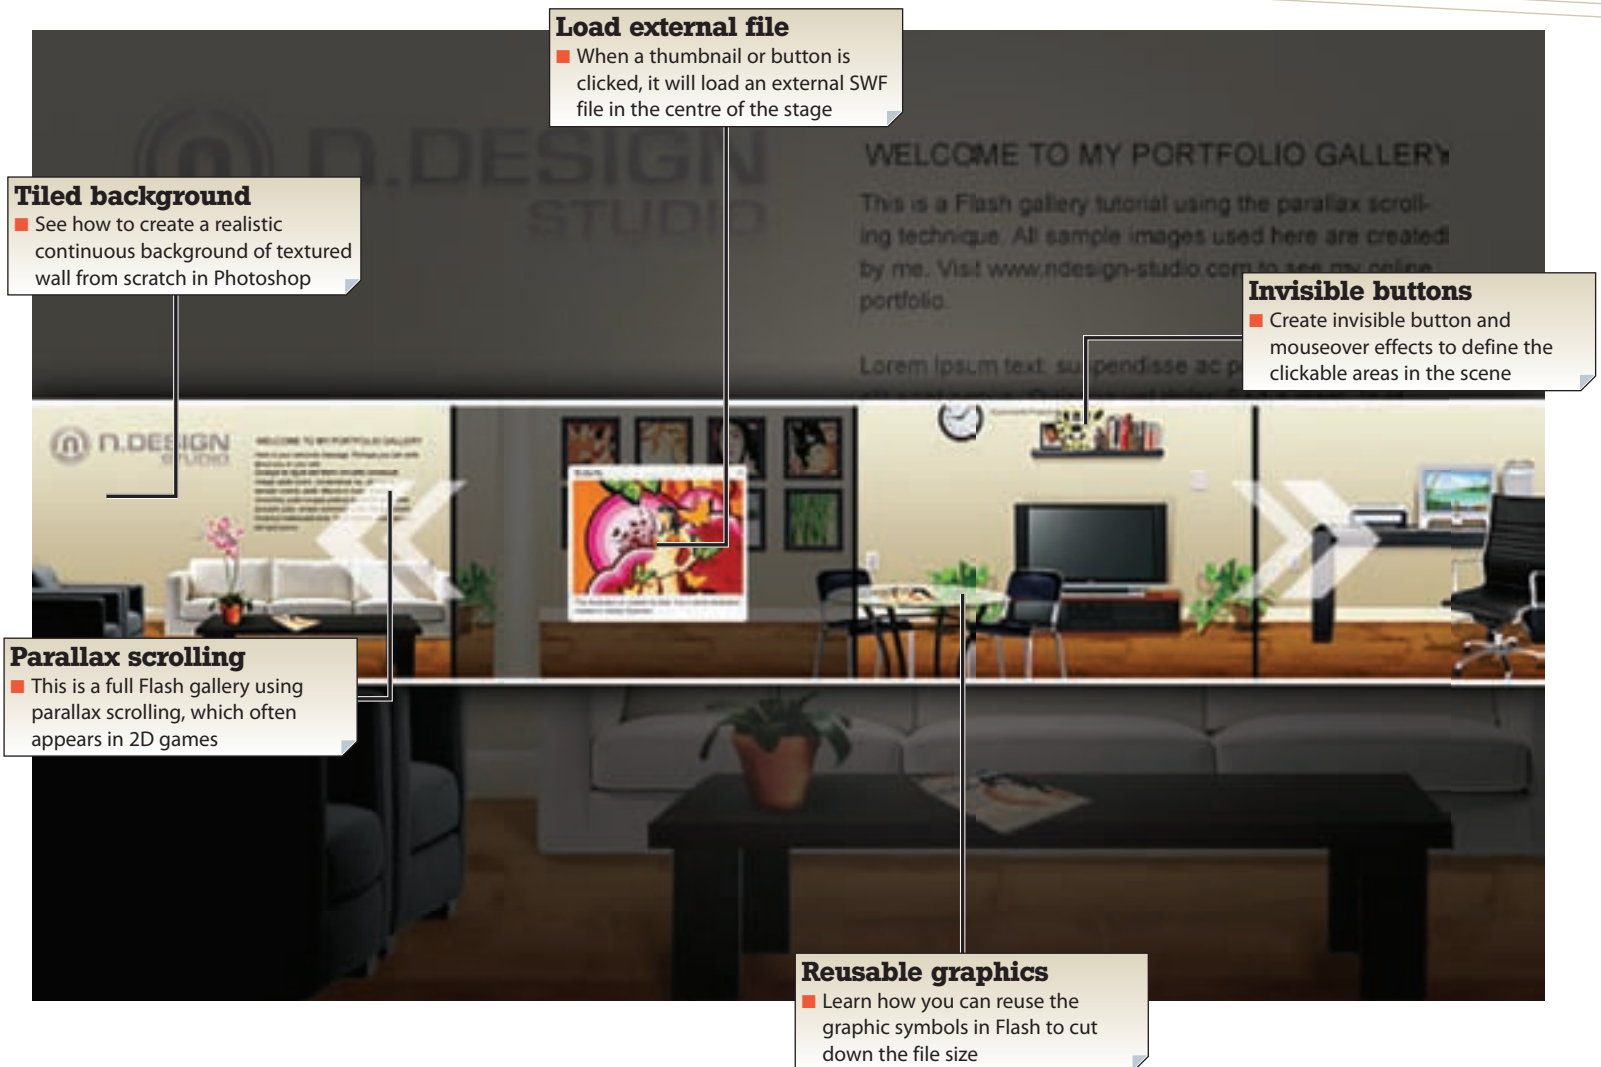 Load external file
When a thumbnail or button is
clicked, it will load an external SWF
file in the centre of the stage
n.DESIGN
STUDIO
WELCOME TO MY PORTFOLIO GALLERY
This is a Flash gallery tutorial using the parallax scroll-
ing technique. All sample images used here are created
by me. Visit www.ndesign-studio.com to see my online
portfolio.
Lorem ipsum text: suspendisse ac
Tiled background
See how to create a realistic
continuous background of textured
wall from scratch in Photoshop
Invisible buttons
Create invisible button and
mouseover effects to define the
clickable areas in the scene
n.DESIGN
STUDIO
WELCOME TO MY PORTFOLIO GALLERY
Parallax scrolling
This is a full Flash gallery using
parallax scrolling, which often
appears in 2D games
Reusable graphics
Learn how you can reuse the
graphic symbols in Flash to cut
down the file size